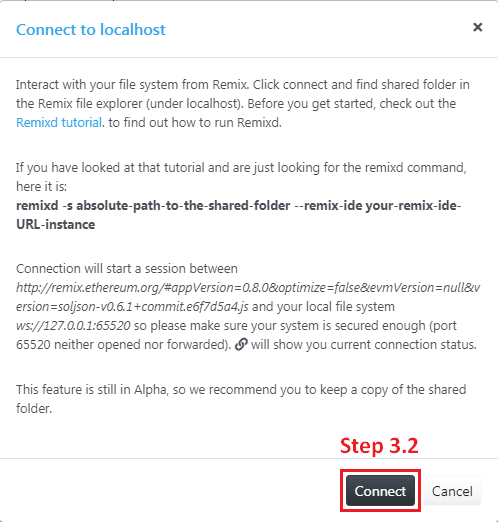 Connect to localhost
×
Interact with your file system from Remix. Click connect and find shared folder in
the Remix file explorer (under localhost). Before you get started, check out the
Remixd tutorial. to find out how to run Remixd.
If you have looked at that tutorial and are just looking for the remixd command,
here it is:
remixd -s absolute-path-to-the-shared-folder --remix-ide your-remix-ide-
URL-instance
Connection will start a session between
http://remix.ethereum.org/#appVersion=0.8.0&optimize=false&evmVersion=null&v
ersion=soljson-v0.6.1+commit.e6f7d5a4.js and your local file system
ws://127.0.0.1:65520 so please make sure your system is secured enough (port
65520 neither opened nor forwarded). will show you current connection status.
This feature is still in Alpha, so we recommend you to keep a copy of the shared
folder.
Step 3.2
Connect Cancel